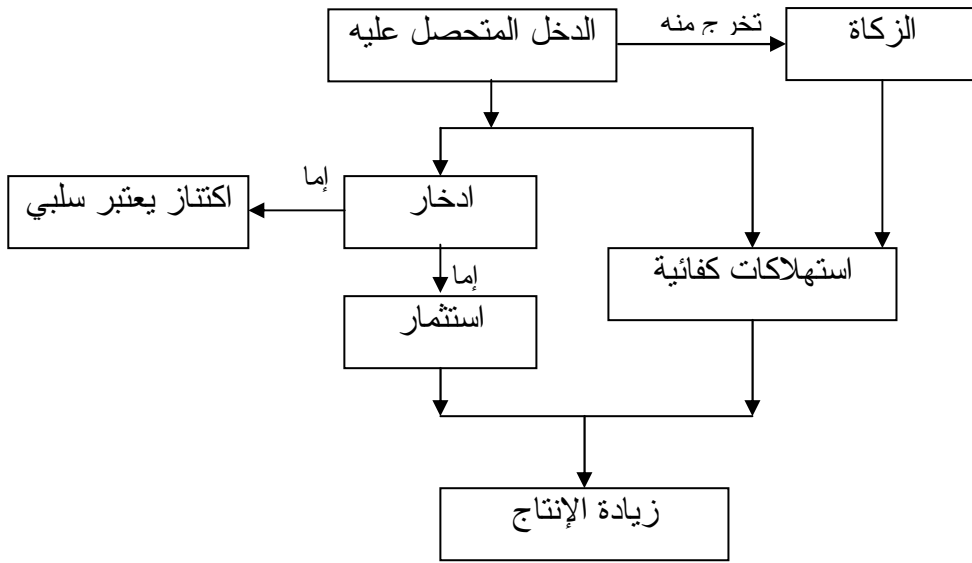 الدخل المتحصل عليه
تخرج منه
الزكاة
إما
اكتناز يعتبر سلبي
ادخار
استهلاكات كفائية
إما
استثمار
زيادة الإنتاج